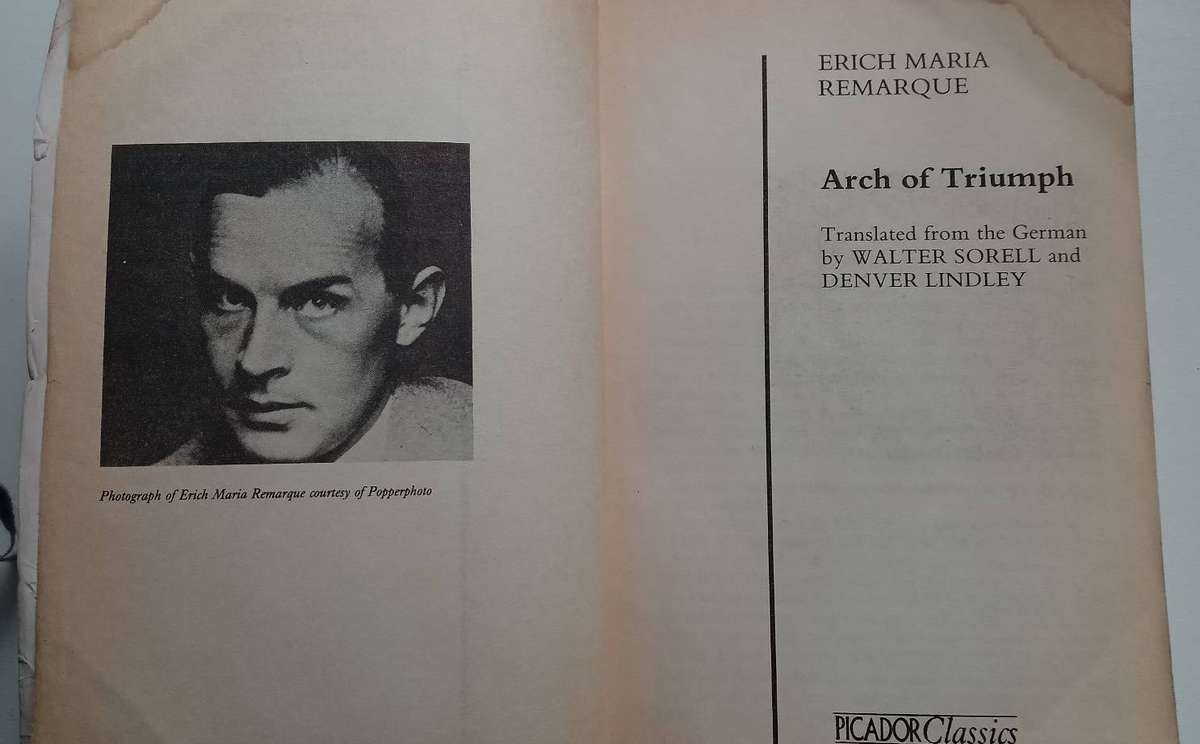 Photograph of Erich Maria Remarque courtesy of Popperphoto
ERICH MARIA
REMARQUE
Arch of Triumph
Translated from the German
by WALTER SORELL and
DENVER LINDLEY
PICADOR Classics